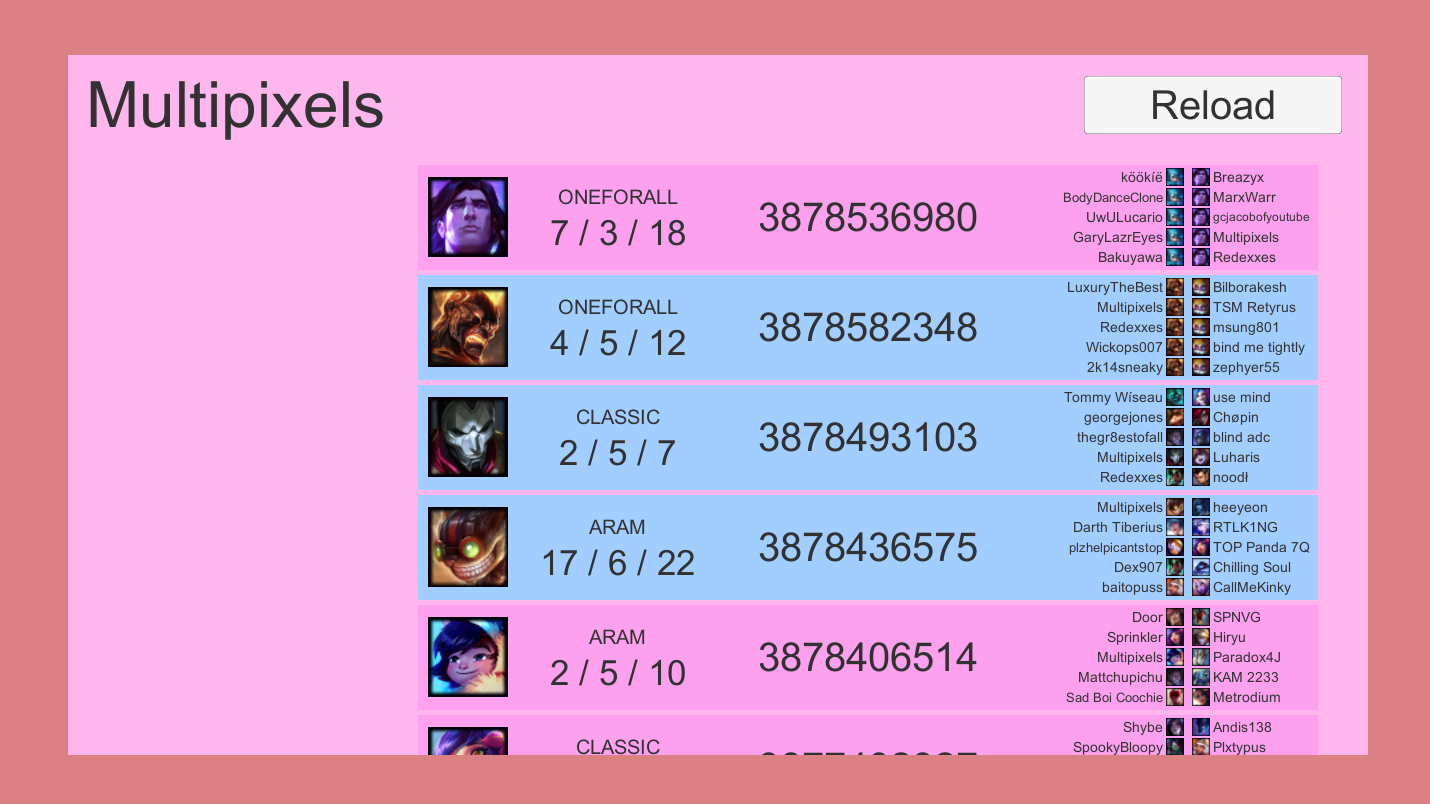 Multipixels
Reload
ONEFORALL
7 / 3 / 18
3878536980
köökíë Breazyx
BodyDanceClone MarxWarr
UwULucario gcjacobofyoutube
GaryLazrEyes Multipixels
Bakuyawa Redexxes
ONEFORALL
4 / 5 / 12
3878582348
LuxuryTheBest Bilborakesh
Multipixels TSM Retyrus
Redexxes msung801
Wickops007 bind me tightly
2k14sneaky zephyer55
CLASSIC
2 / 5 / 7
3878493103
Tommy Wíseau use mind
georgejones Chøpin
thegr8estofall blind adc
Multipixels Luharis
Redexxes noodł
ARAM
17 / 6 / 22
3878436575
Multipixels heeyeon
Darth Tiberius RTLK1NG
plzhelpicantstop TOP Panda 7Q
Dex907 Chilling Soul
baitopuss CallMeKinky
ARAM
2 / 5 / 10
3878406514
Door SPNVG
Sprinkler Hiryu
Multipixels Paradox4J
Mattchupichu KAM 2233
Sad Boi Coochie Metrodium
CLASSIC
Shybe Andis138
SpookyBloopy Plxtypus